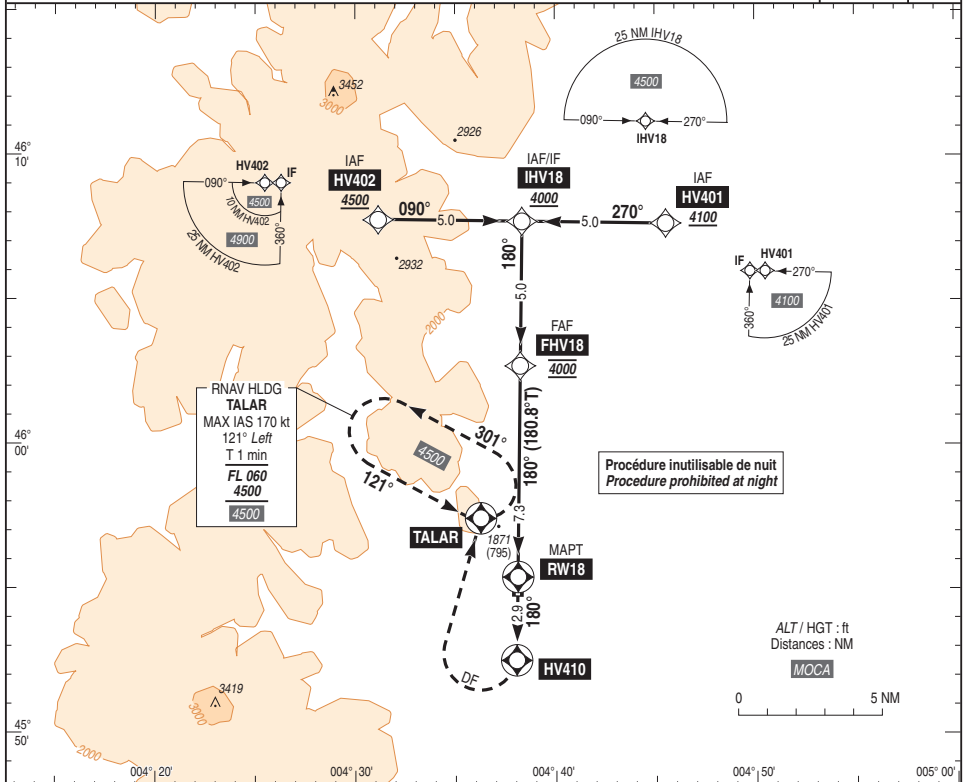 25 NM IHV18
4500
090°
270°
IHV18
3452
3000
2926
46°
10'
HV402
IF
090°
4500
10 NM HV402
360°
4900
25 NM HV402
IAF
HV402
4500
090°
5.0
IAF/IF
IHV18
4000
270°
5.0
IAF
HV401
4100
180°
5.0
2932
2000
IF
HV401
270°
4100
360°
25 NM HV401
FAF
FHV18
4000
RNAV HLDG
TALAR
MAX IAS 170 kt
121° Left
T 1 min
FL 060
4500
4500
301°
4500
121°
180° (180.8°T)
7.3
46°
00'
Procédure inutilisable de nuit
Procedure prohibited at night
TALAR
1871
(795)
MAPT
RW18
2.9
180°
HV410
DF
ALT / HGT : ft
Distances : NM
MOCA
0
5 NM
3419
3000
2000
45°
50'
004° 20'
004° 30'
004° 40'
004° 50'
005° 00'